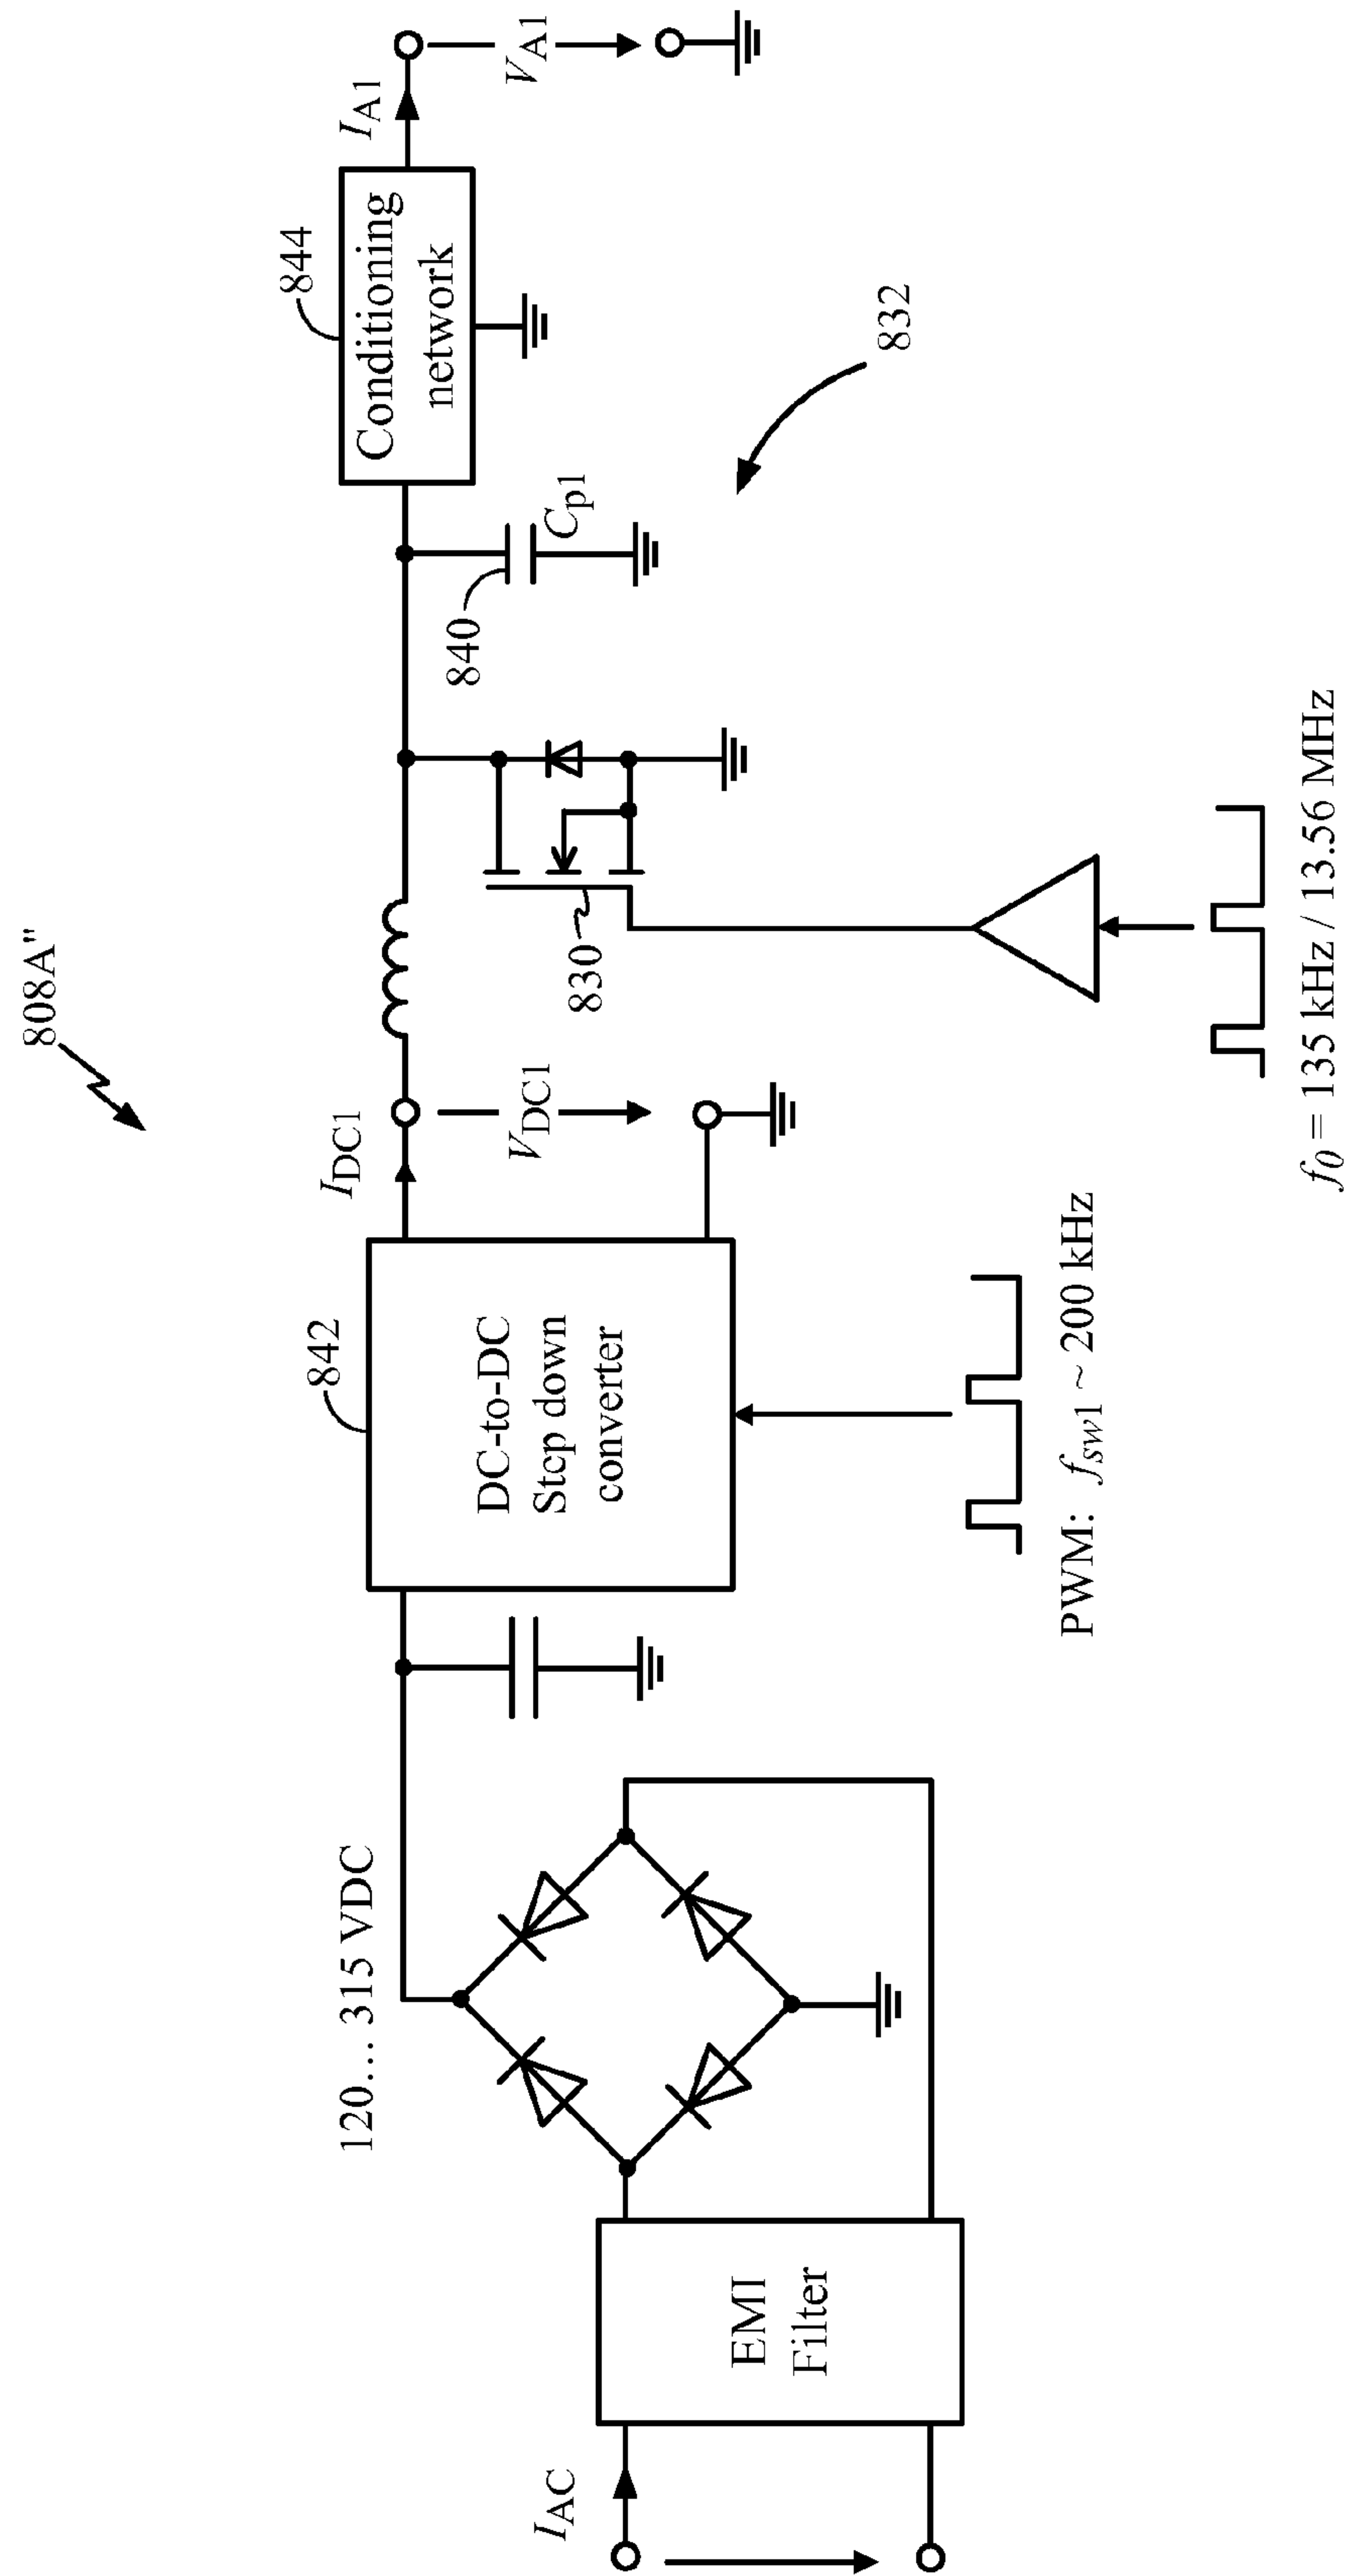 808A"
I_AC
EMI
Filter
120... 315 VDC
842
DC-to-DC
Step down
converter
PWM: f_sw1 ~ 200 kHz
I_DC1
V_DC1
830
f_0 = 135 kHz / 13.56 MHz
840
C_p1
832
844
Conditioning
network
I_A1
V_A1